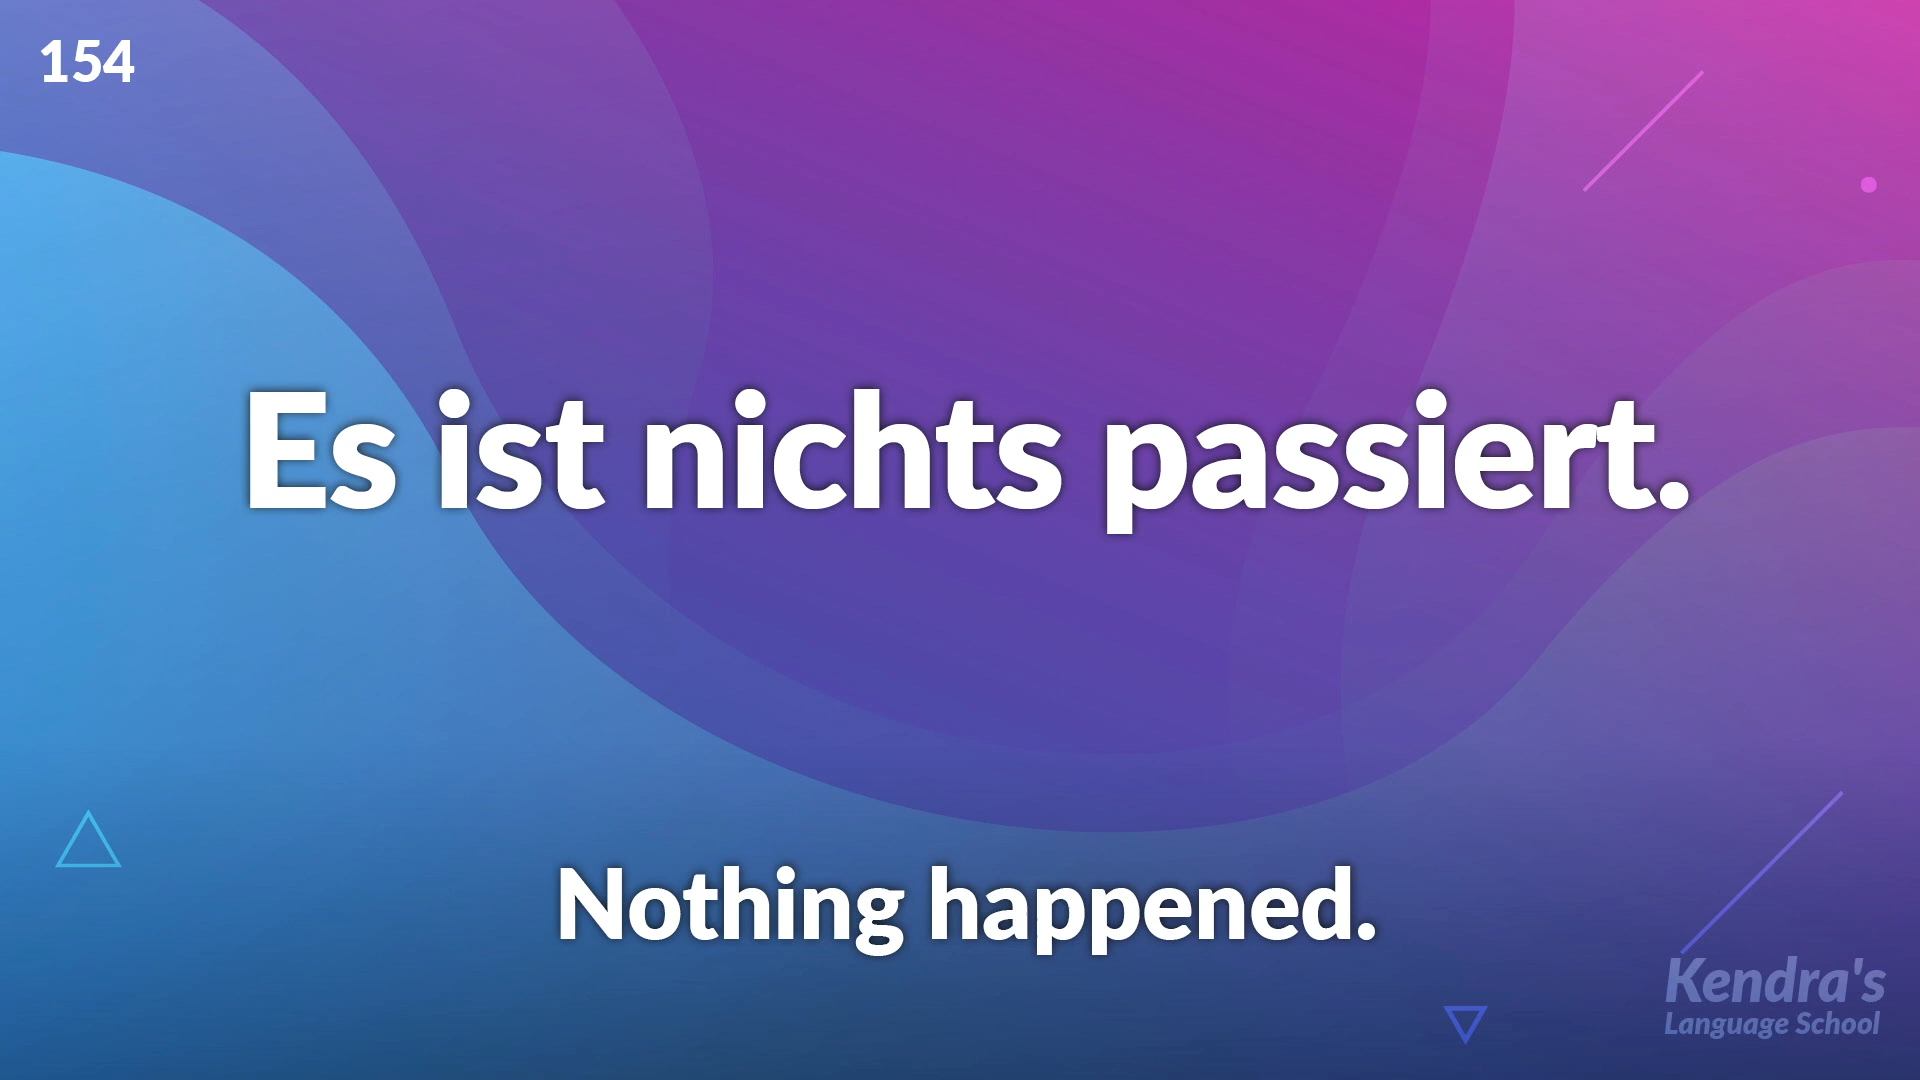 154
Es ist nichts passiert.
Nothing happened.
Kendra's
Language School